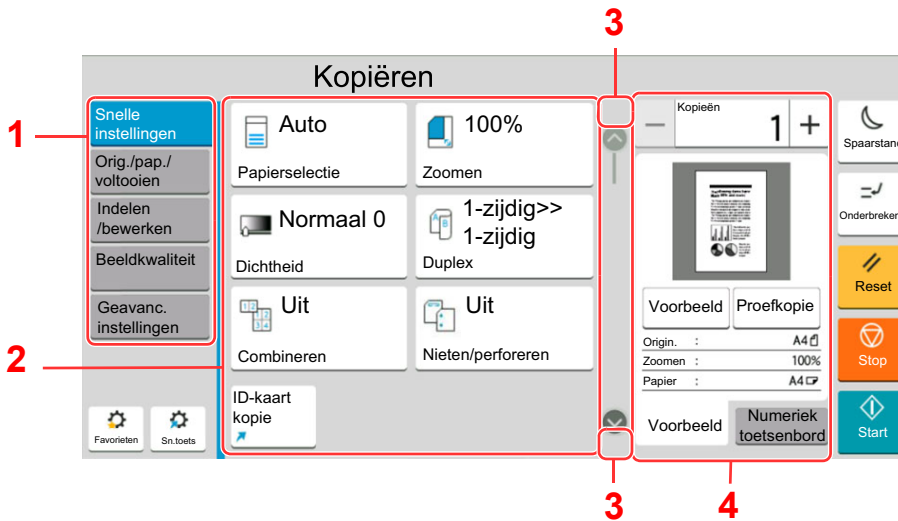 3
Kopiëren
1
Snelle
instellingen
Orig./pap./
voltooien
Indelen
/bewerken
Beeldkwaliteit
Geavanc.
instellingen
Favorieten
Sn.toets
2
Auto
Papierselectie
100%
Zoomen
Normaal 0
Dichtheid
1-zijdig>>
1-zijdig
Duplex
Uit
Combineren
Uit
Nieten/perforeren
ID-kaart
kopie
3
Kopieën
1
Voorbeeld
Proefkopie
Origin. : A4
Zoomen : 100%
Papier : A4
Voorbeeld
Numeriek
toetsenbord
4
Spaarstand
Onderbreken
Reset
Stop
Start